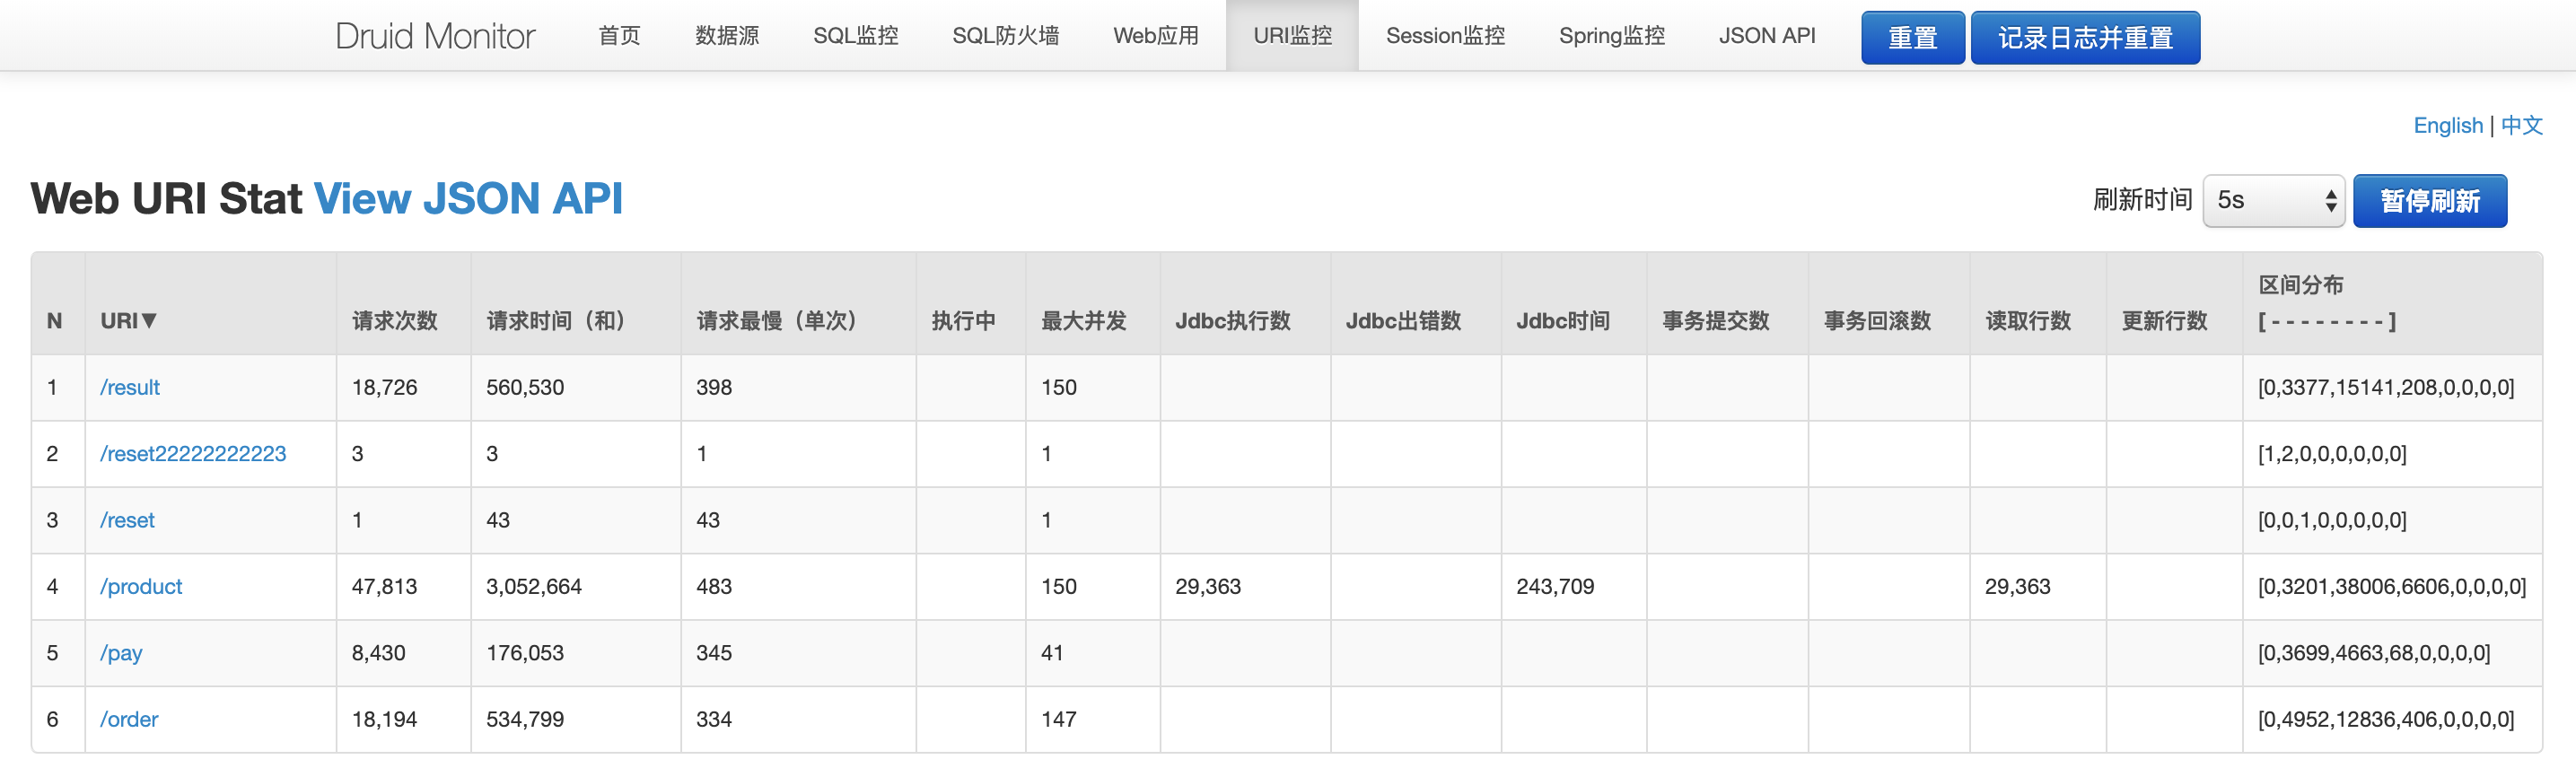 Druid Monitor 首页 数据源 SQL监控 SQL防火墙 Web应用 URI监控 Session监控 Spring监控 JSON API 重置 记录日志并重置
English | 中文
Web URI Stat View JSON API 刷新时间 5s 暂停刷新
N URI▼ 请求次数 请求时间（和） 请求最慢（单次） 执行中 最大并发 Jdbc执行数 Jdbc出错数 Jdbc时间 事务提交数 事务回滚数 读取行数 更新行数 区间分布
[ - - - - - - - - ]
1 /result 18,726 560,530 398 150 [0,3377,15141,208,0,0,0,0]
2 /reset22222222223 3 3 1 1 [1,2,0,0,0,0,0,0]
3 /reset 1 43 43 1 [0,0,1,0,0,0,0,0]
4 /product 47,813 3,052,664 483 150 29,363 243,709 29,363 [0,3201,38006,6606,0,0,0,0]
5 /pay 8,430 176,053 345 41 [0,3699,4663,68,0,0,0,0]
6 /order 18,194 534,799 334 147 [0,4952,12836,406,0,0,0,0]